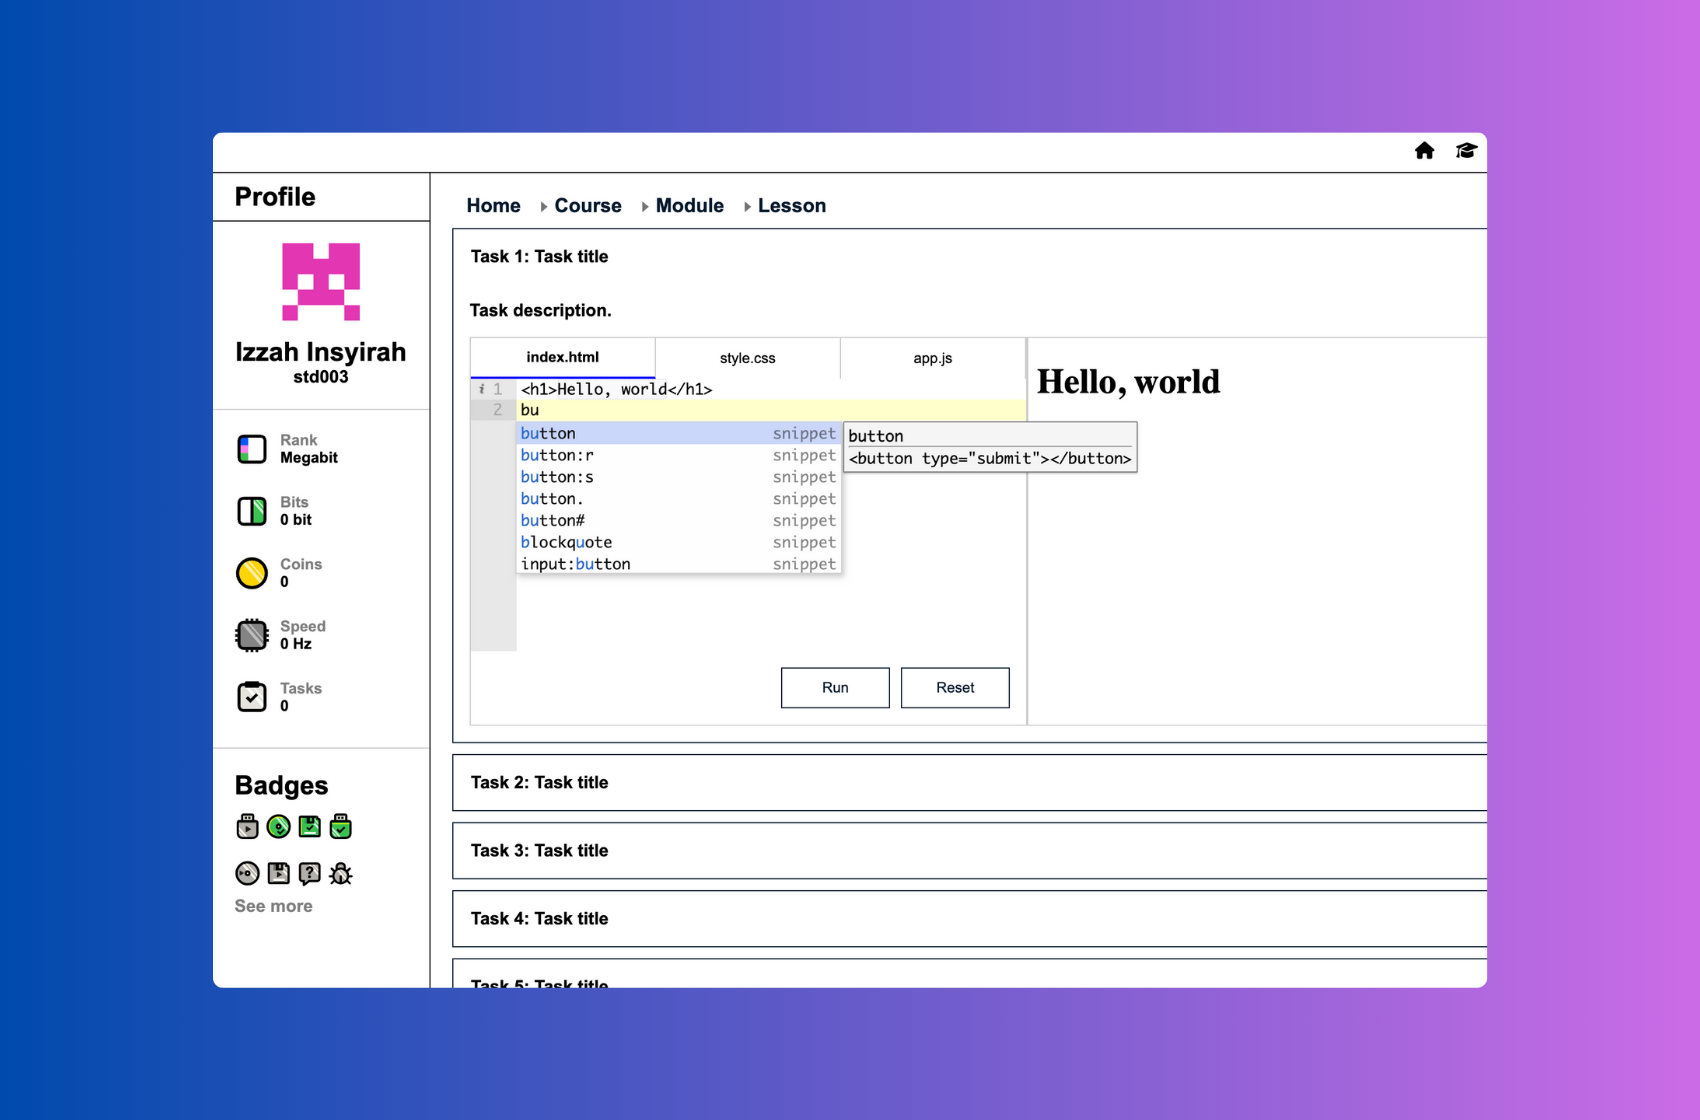 Profile
Izzah Insyirah
std003
Rank
Megabit
Bits
0 bit
Coins
0
Speed
0 Hz
Tasks
0
Badges
See more
Home Course Module Lesson
Task 1: Task title
Task description.
index.html style.css app.js
i 1 <h1>Hello, world</h1>
2 bu
button snippet
button:r snippet
button:s snippet
button. snippet
button# snippet
blockquote snippet
input:button snippet
button
<button type="submit"></button>
Run Reset
Hello, world
Task 2: Task title
Task 3: Task title
Task 4: Task title
Task 5: Task title